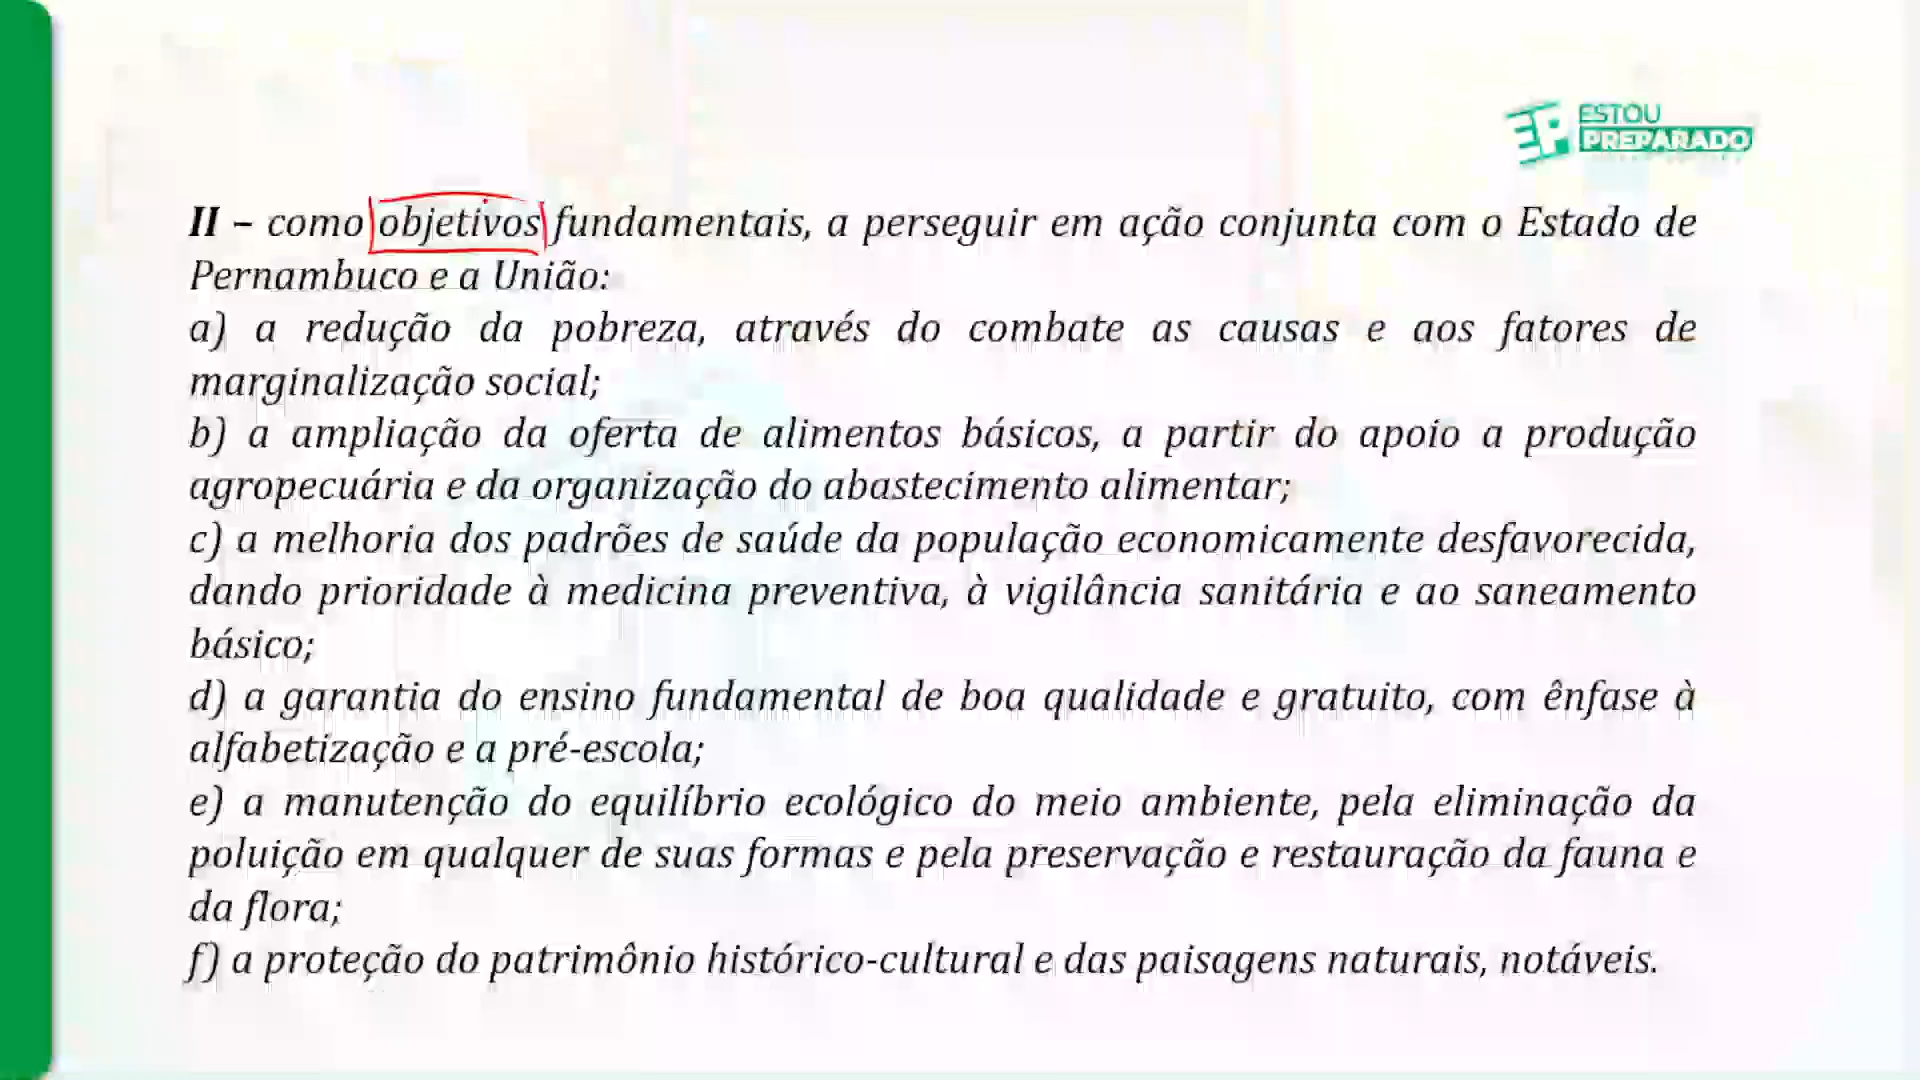 ESTOU
EP PREPARADO
II – como objetivos fundamentais, a perseguir em ação conjunta com o Estado de
Pernambuco e a União:
a) a redução da pobreza, através do combate as causas e aos fatores de
marginalização social;
b) a ampliação da oferta de alimentos básicos, a partir do apoio a produção
agropecuária e da organização do abastecimento alimentar;
c) a melhoria dos padrões de saúde da população economicamente desfavorecida,
dando prioridade à medicina preventiva, à vigilância sanitária e ao saneamento
básico;
d) a garantia do ensino fundamental de boa qualidade e gratuito, com ênfase à
alfabetização e a pré-escola;
e) a manutenção do equilíbrio ecológico do meio ambiente, pela eliminação da
poluição em qualquer de suas formas e pela preservação e restauração da fauna e
da flora;
f) a proteção do patrimônio histórico-cultural e das paisagens naturais, notáveis.